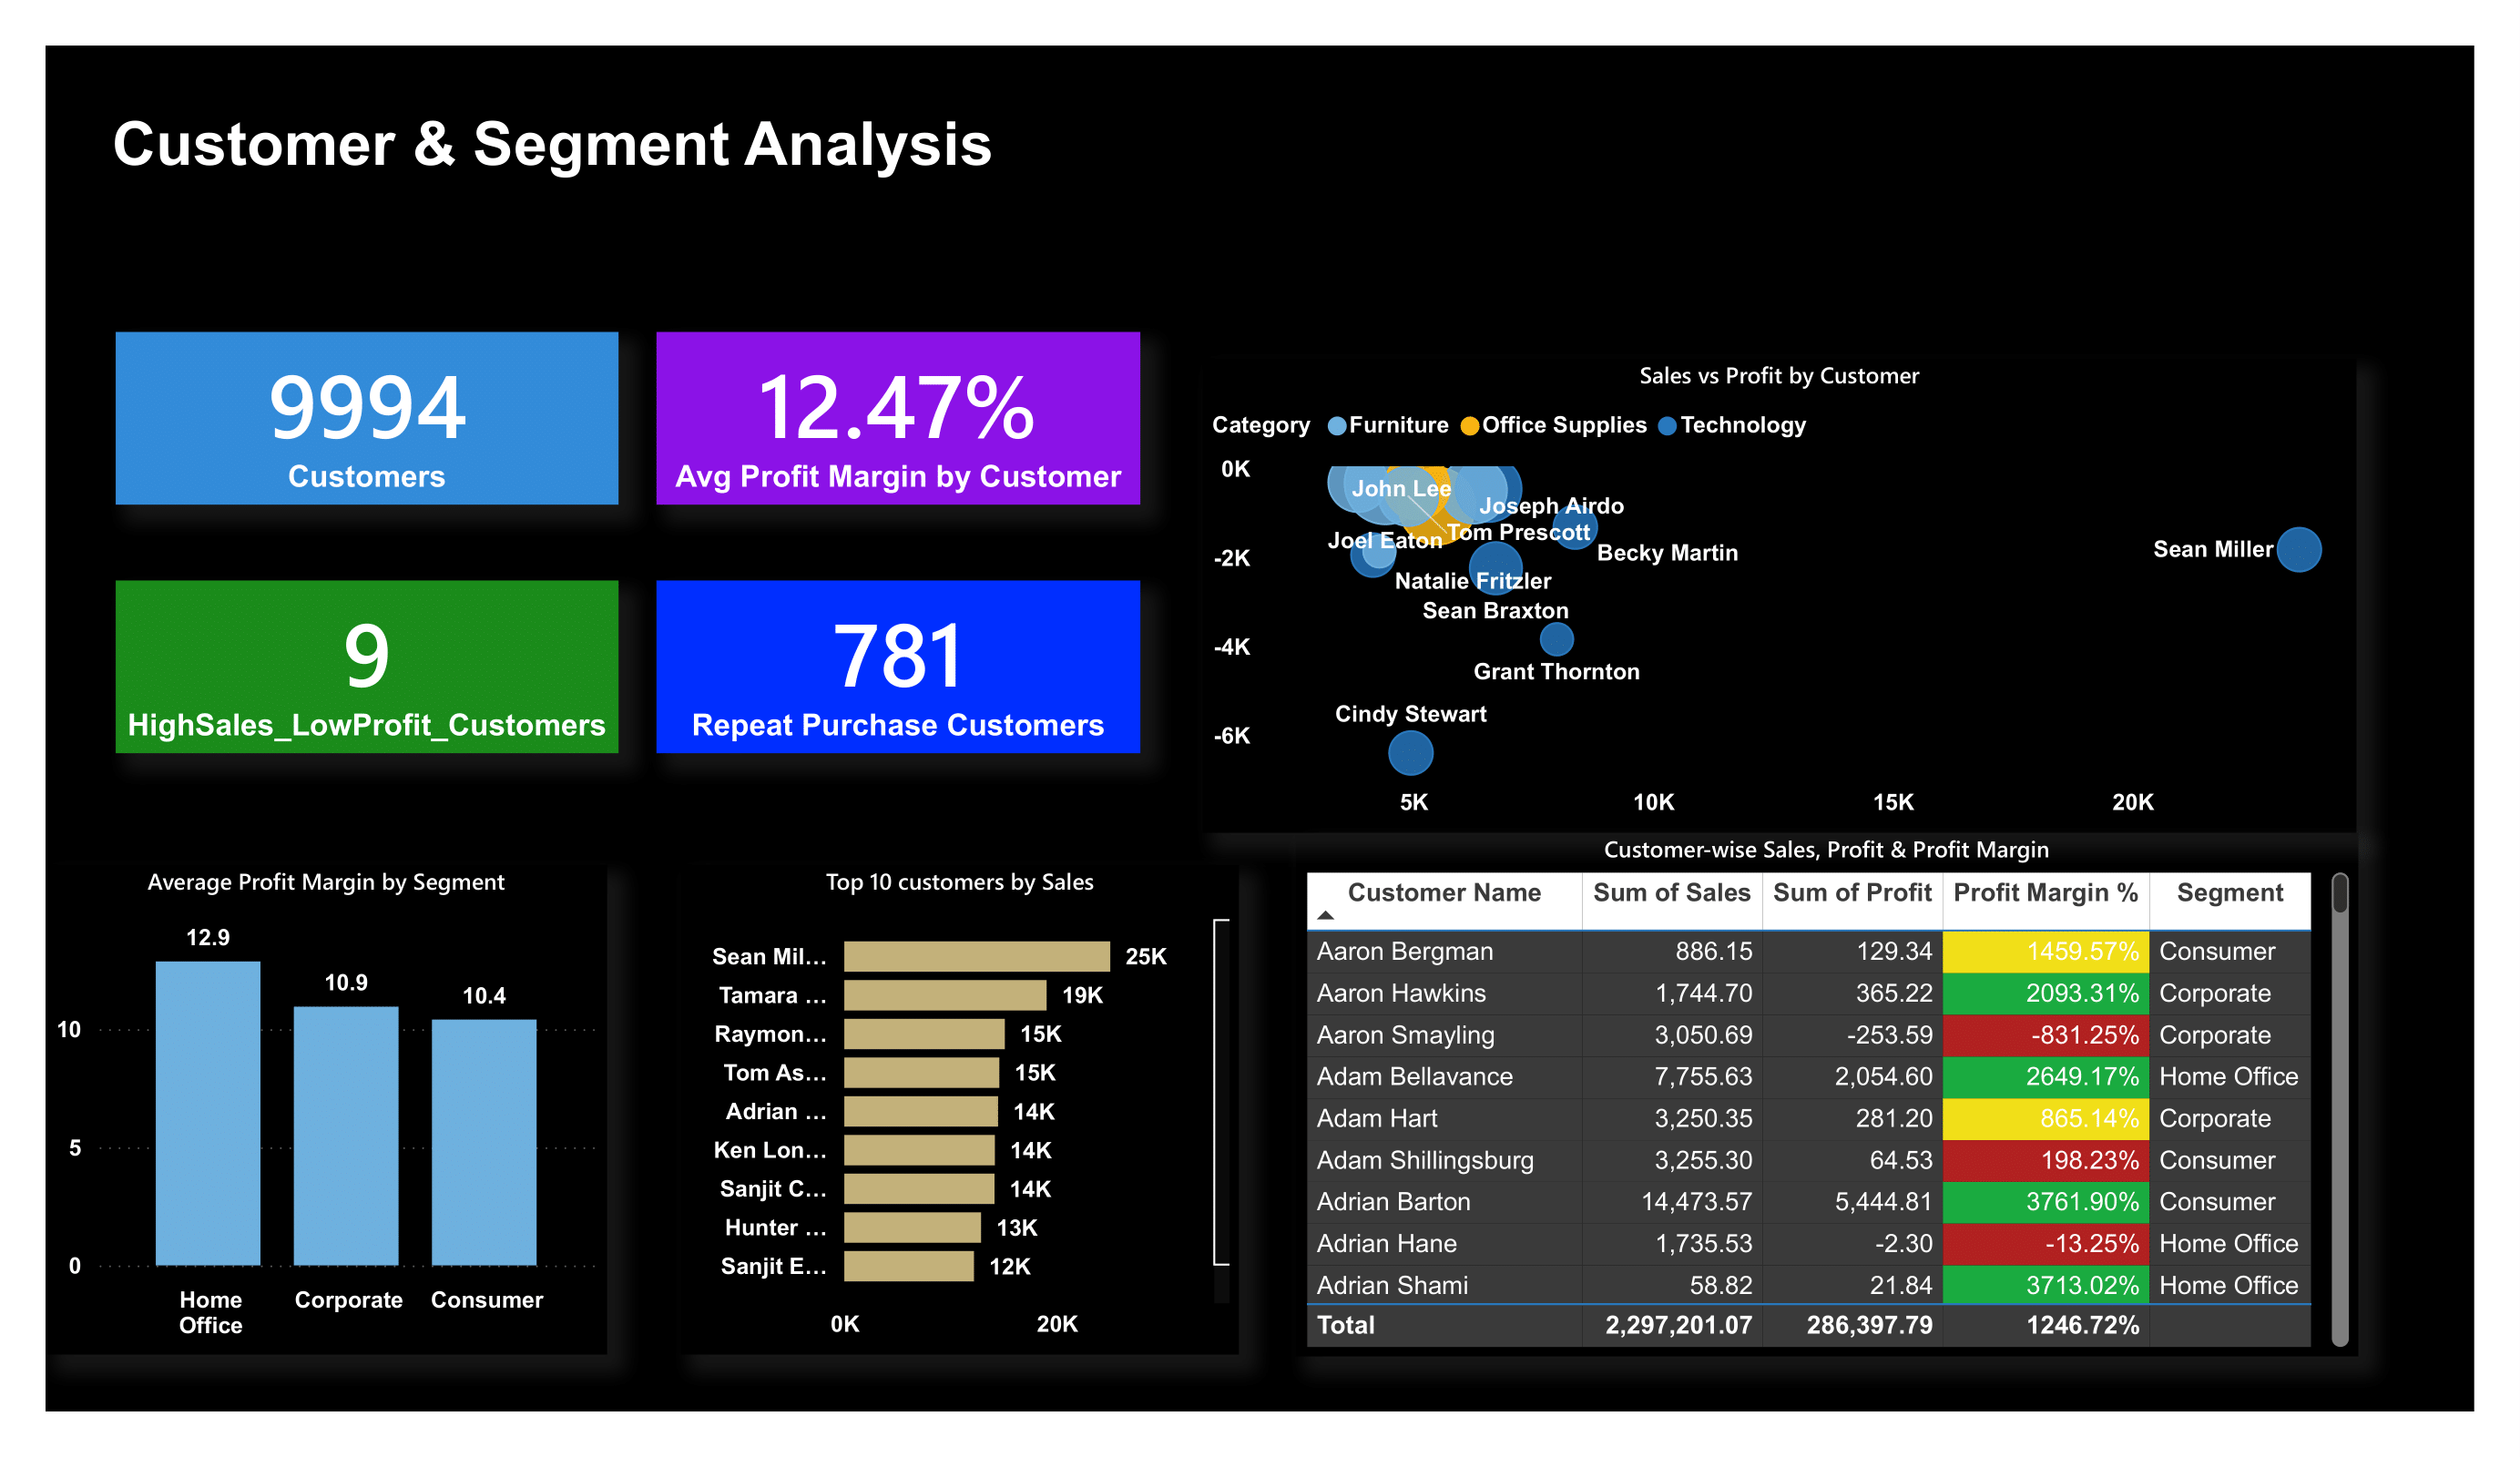 Customer & Segment Analysis
9994
Customers
12.47%
Avg Profit Margin by Customer
9
HighSales_LowProfit_Customers
781
Repeat Purchase Customers
Sales vs Profit by Customer
Category Furniture Office Supplies Technology
0K
-2K
-4K
-6K
John Lee
Joseph Airdo
Tom Prescott
Joel Eaton
Becky Martin
Sean Miller
Natalie Fritzler
Sean Braxton
Grant Thornton
Cindy Stewart
5K 10K 15K 20K
Average Profit Margin by Segment
12.9
10.9
10.4
10
5
0
Home Office Corporate Consumer
Top 10 customers by Sales
Sean Mil... 25K
Tamara ... 19K
Raymon... 15K
Tom As... 15K
Adrian ... 14K
Ken Lon... 14K
Sanjit C... 14K
Hunter ... 13K
Sanjit E... 12K
0K 20K
Customer-wise Sales, Profit & Profit Margin
Customer Name Sum of Sales Sum of Profit Profit Margin % Segment
Aaron Bergman 886.15 129.34 1459.57% Consumer
Aaron Hawkins 1,744.70 365.22 2093.31% Corporate
Aaron Smayling 3,050.69 -253.59 -831.25% Corporate
Adam Bellavance 7,755.63 2,054.60 2649.17% Home Office
Adam Hart 3,250.35 281.20 865.14% Corporate
Adam Shillingsburg 3,255.30 64.53 198.23% Consumer
Adrian Barton 14,473.57 5,444.81 3761.90% Consumer
Adrian Hane 1,735.53 -2.30 -13.25% Home Office
Adrian Shami 58.82 21.84 3713.02% Home Office
Total 2,297,201.07 286,397.79 1246.72%